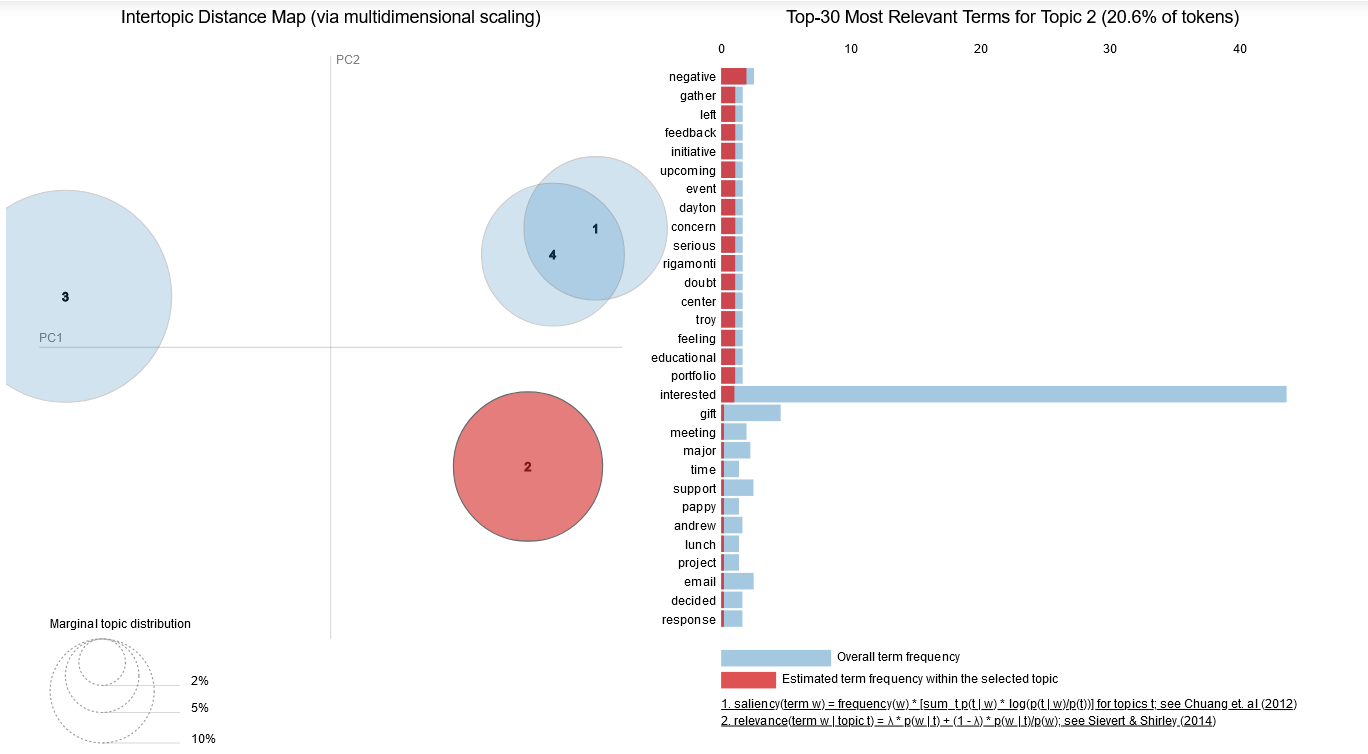 Intertopic Distance Map (via multidimensional scaling)
PC2
PC1
3
1
4
2
Marginal topic distribution
2%
5%
10%
Top-30 Most Relevant Terms for Topic 2 (20.6% of tokens)
0 10 20 30 40
negative
gather
left
feedback
initiative
upcoming
event
dayton
concern
serious
rigamonti
doubt
center
troy
feeling
educational
portfolio
interested
gift
meeting
major
time
support
pappy
andrew
lunch
project
email
decided
response
Overall term frequency
Estimated term frequency within the selected topic
1. saliency(term w) = frequency(w) * [sum_t p(t | w) * log(p(t | w)/p(t))] for topics t; see Chuang et. al (2012)
2. relevance(term w | topic t) = λ * p(w | t) + (1 - λ) * p(w | t)/p(w); see Sievert & Shirley (2014)